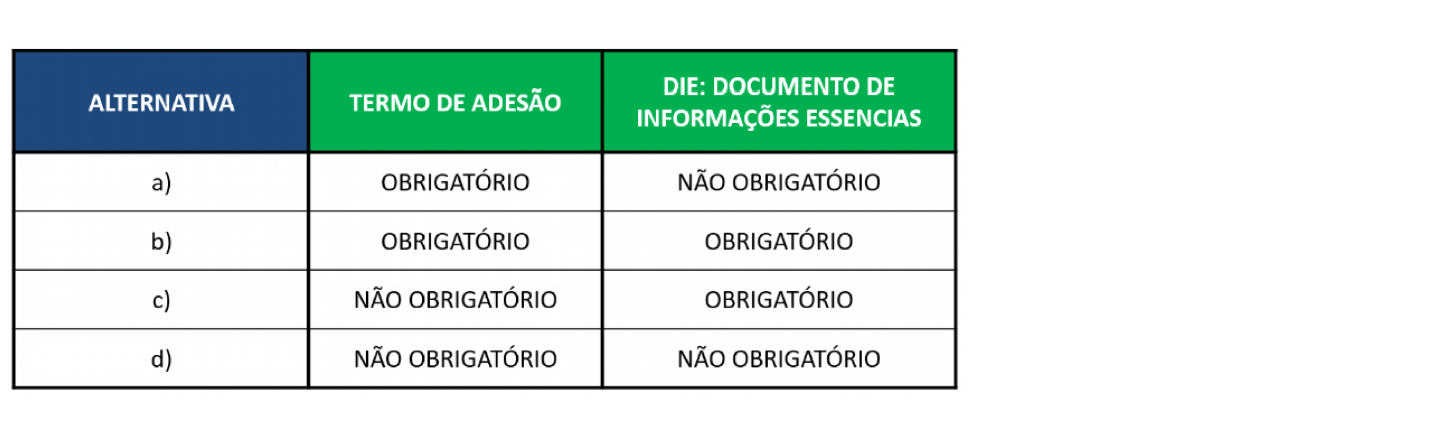 ALTERNATIVA TERMO DE ADESÃO DIE: DOCUMENTO DE
INFORMAÇÕES ESSENCIAS
a) OBRIGATÓRIO NÃO OBRIGATÓRIO
b) OBRIGATÓRIO OBRIGATÓRIO
c) NÃO OBRIGATÓRIO OBRIGATÓRIO
d) NÃO OBRIGATÓRIO NÃO OBRIGATÓRIO